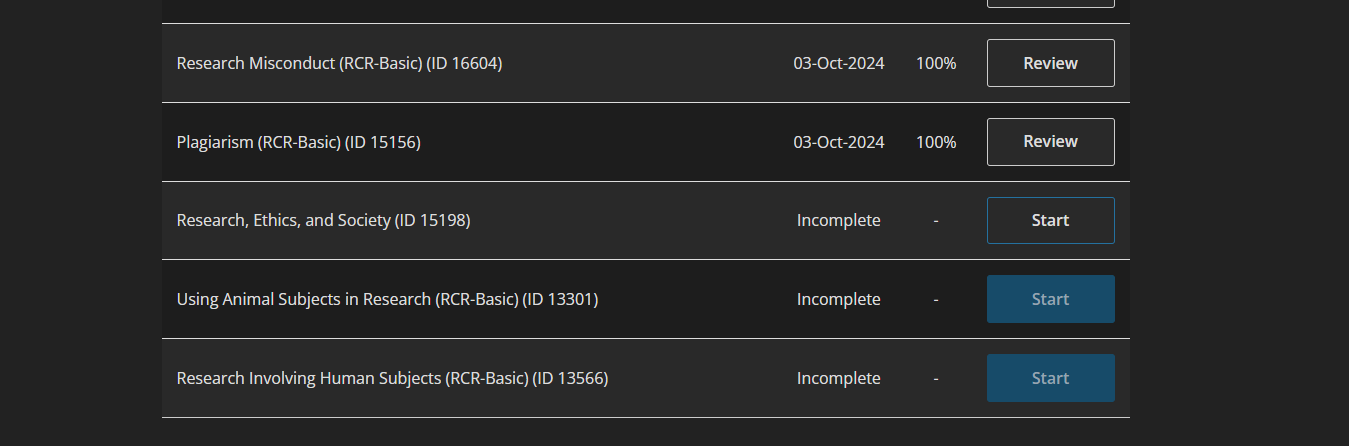 Research Misconduct (RCR-Basic) (ID 16604) 03-Oct-2024 100% Review
Plagiarism (RCR-Basic) (ID 15156) 03-Oct-2024 100% Review
Research, Ethics, and Society (ID 15198) Incomplete - Start
Using Animal Subjects in Research (RCR-Basic) (ID 13301) Incomplete - Start
Research Involving Human Subjects (RCR-Basic) (ID 13566) Incomplete - Start